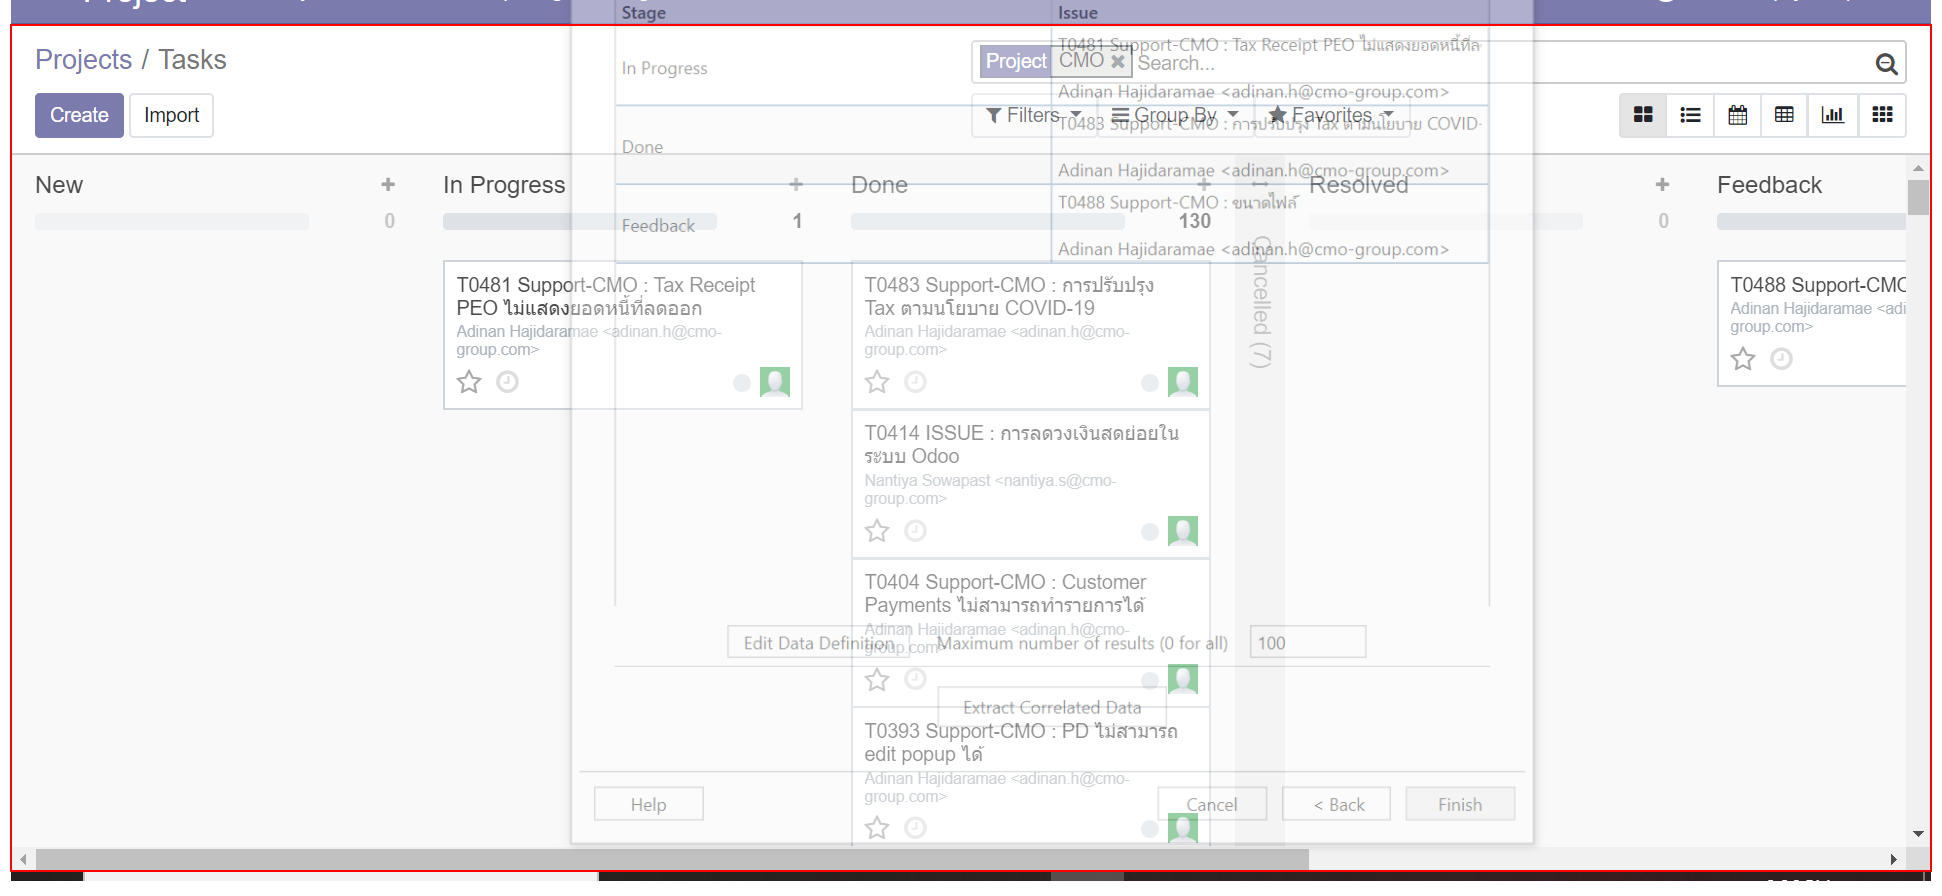 Project
Stage
Issue
Projects / Tasks
In Progress
T0481 Support-CMO : Tax Receipt PEO ไม่แสดงยอดหนี้ที่ล
Project
CMO
Search...
Adinan Hajidaramae <adinan.h@cmo-group.com>
Create
Import
Filters
Group By
Favorites
T0483 Support-CMO : การปรับปรุง Tax ตามนโยบาย COVID-
Done
Adinan Hajidaramae <adinan.h@cmo-group.com>
New
In Progress
Done
Resolved
Feedback
T0488 Support-CMO : ขนาดไฟล์
0
1
130
0
Feedback
Adinan Hajidaramae <adinan.h@cmo-group.com>
Cancelled (7)
T0481 Support-CMO : Tax Receipt
PEO ไม่แสดงยอดหนี้ที่ลดออก
Adinan Hajidaramae <adinan.h@cmo-
group.com>
T0483 Support-CMO : การปรับปรุง
Tax ตามนโยบาย COVID-19
Adinan Hajidaramae <adinan.h@cmo-
group.com>
T0414 ISSUE : การลดวงเงินสดย่อยใน
ระบบ Odoo
Nantiya Sowapast <nantiya.s@cmo-
group.com>
T0404 Support-CMO : Customer
Payments ไม่สามารถทำรายการได้
Adinan Hajidaramae <adinan.h@cmo-
group.com>
T0393 Support-CMO : PD ไม่สามารถ
edit popup ได้
Adinan Hajidaramae <adinan.h@cmo-
group.com>
T0488 Support-CMO
Adinan Hajidaramae <adi
group.com>
Edit Data Definition
Maximum number of results (0 for all)
100
Extract Correlated Data
Help
Cancel
< Back
Finish